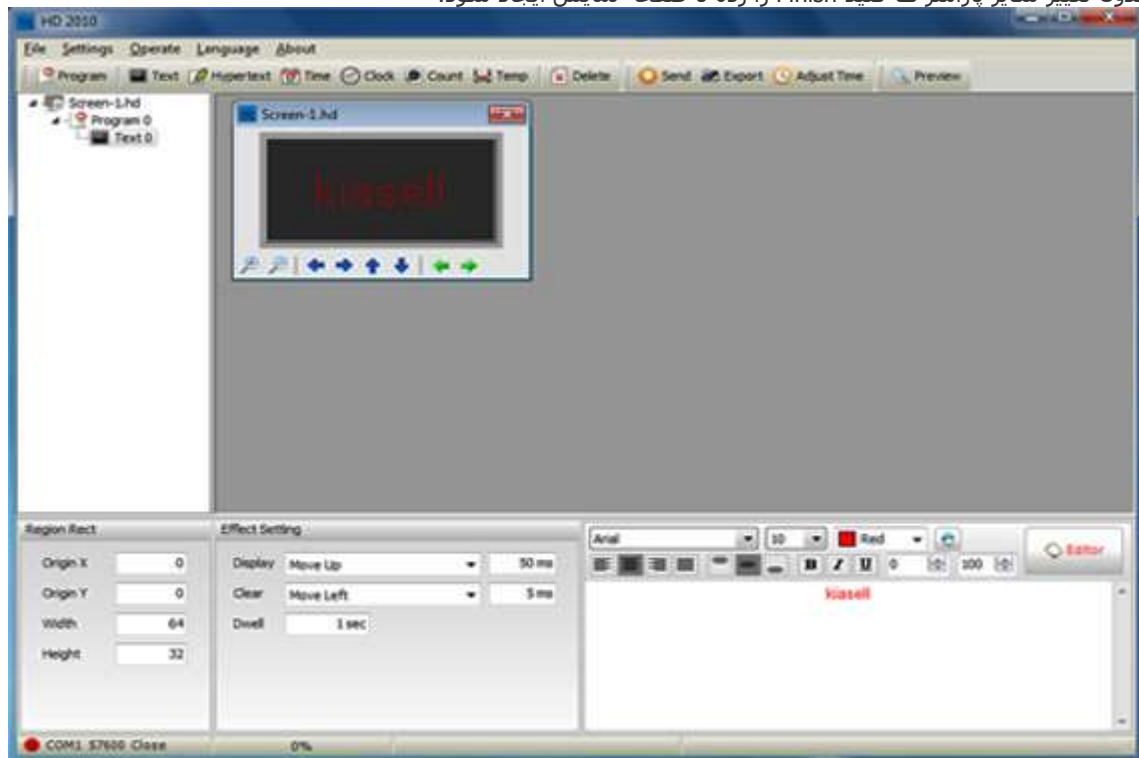 HD 2010
File Settings Operate Language About
Program Text Hypertext Time Clock Count Temp Delete Send Export Adjust Time Preview
Screen-1.hd
Program 0
Text 0
Screen-1.hd
kiasell
Region Rect
Origin X 0
Origin Y 0
Width 64
Height 32
Effect Setting
Display Move Up 50 ms
Clear Move Left 5 ms
Dwell 1 sec
Arial 10 Red
B I U 0 100
Editor
kiasell
COM1 57600 Close 0%